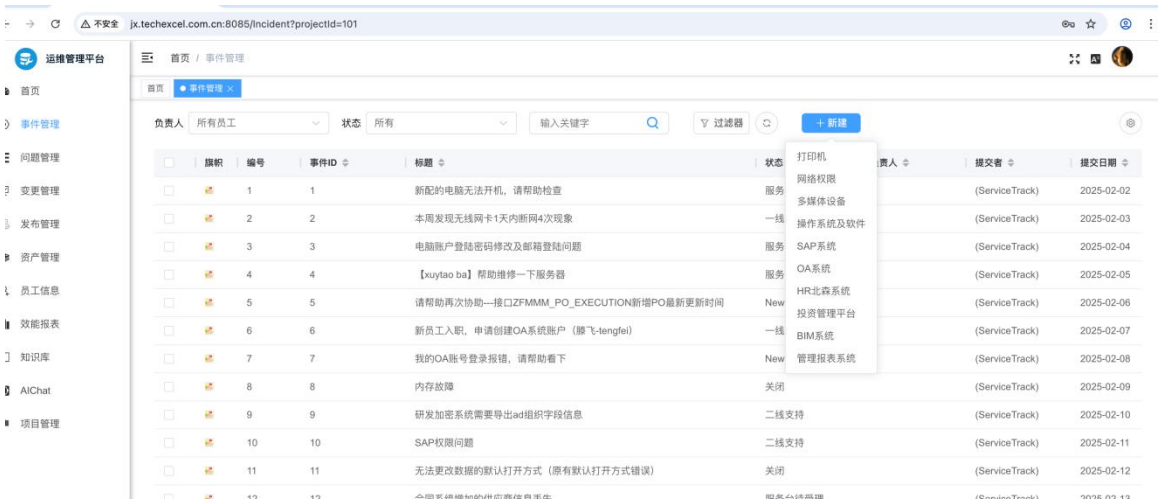 不安全 jx.techexcel.com.cn:8085/Incident?projectId=101
运维管理平台
首页 / 事件管理
首页
事件管理
问题管理
变更管理
发布管理
资产管理
员工信息
效能报表
知识库
AIChat
项目管理
首页 事件管理
负责人 所有员工 状态 所有 输入关键字 过滤器 新建
旗帜 编号 事件ID 标题 状态 责人 提交者 提交日期
1 1 新配的电脑无法开机，请帮助检查 服务 (ServiceTrack) 2025-02-02
2 2 本周发现无线网卡1天内断网4次现象 一线 (ServiceTrack) 2025-02-03
3 3 电脑账户登陆密码修改及邮箱登陆问题 服务 (ServiceTrack) 2025-02-04
4 4 【xuytao ba】帮助维修一下服务器 服务 (ServiceTrack) 2025-02-05
5 5 请帮助再次协助---接口ZFMMM_PO_EXECUTION新增PO最新更新时间 New (ServiceTrack) 2025-02-06
6 6 新员工入职，申请创建OA系统账户（滕飞-tengfei） 一线 (ServiceTrack) 2025-02-07
7 7 我的OA账号登录报错，请帮助看下 New (ServiceTrack) 2025-02-08
8 8 内存故障 关闭 (ServiceTrack) 2025-02-09
9 9 研发加密系统需要导出ad组织字段信息 二线支持 (ServiceTrack) 2025-02-10
10 10 SAP权限问题 二线支持 (ServiceTrack) 2025-02-11
11 11 无法更改数据的默认打开方式（原有默认打开方式错误） 关闭 (ServiceTrack) 2025-02-12
12 12 (ServiceTrack) 2025-02-13
打印机
网络权限
多媒体设备
操作系统及软件
SAP系统
OA系统
HR北森系统
投资管理平台
BIM系统
管理报表系统